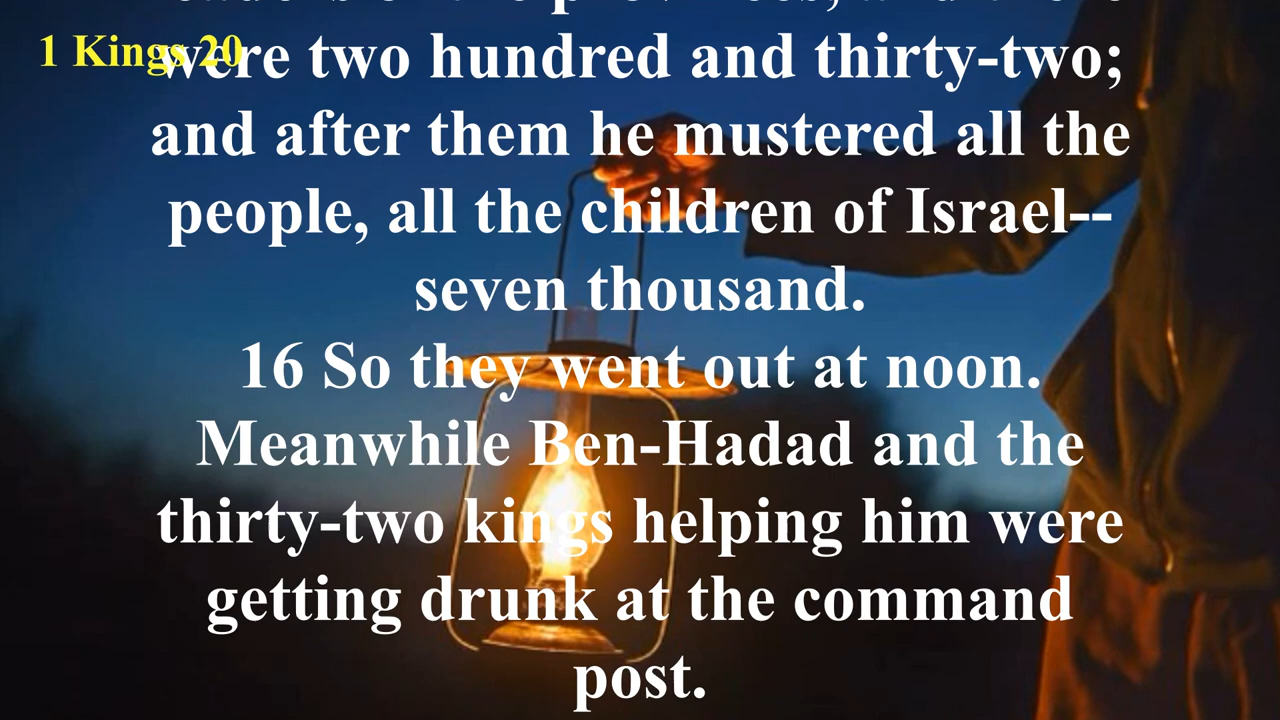 1 Kings 20
were two hundred and thirty-two;
and after them he mustered all the
people, all the children of Israel--
seven thousand.
16 So they went out at noon.
Meanwhile Ben-Hadad and the
thirty-two kings helping him were
getting drunk at the command
post.